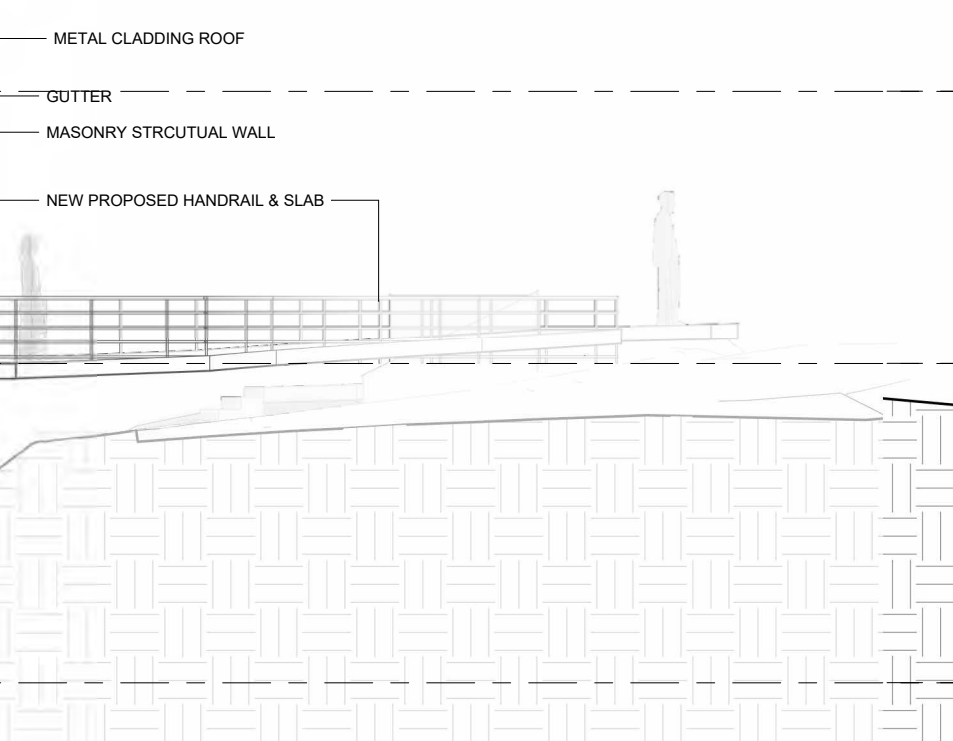 METAL CLADDING ROOF
GUTTER
MASONRY STRCUTUAL WALL
NEW PROPOSED HANDRAIL & SLAB